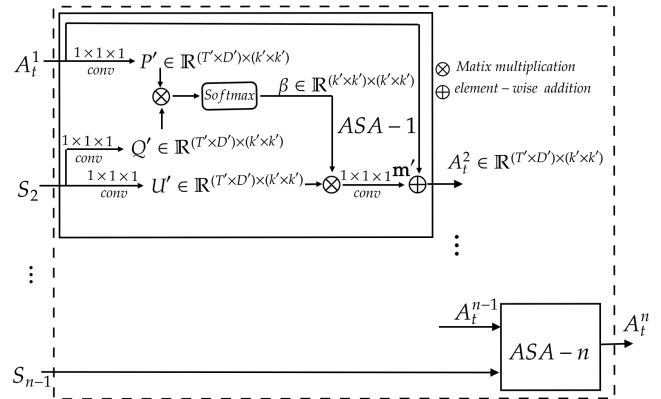 A_t^1 1×1×1 conv P′ ∈ ℝ^(T′×D′)×(k′×k′)
⊗ Matix multiplication
⊕ element−wise addition
Softmax β ∈ ℝ^(k′×k′)×(k′×k′)
ASA−1
1×1×1 conv Q′ ∈ ℝ^(T′×D′)×(k′×k′)
S_2 1×1×1 conv U′ ∈ ℝ^(T′×D′)×(k′×k′) 1×1×1 conv m′ A_t^2 ∈ ℝ^(T′×D′)×(k′×k′)
A_t^{n−1}
ASA−n A_t^n
S_{n−1}